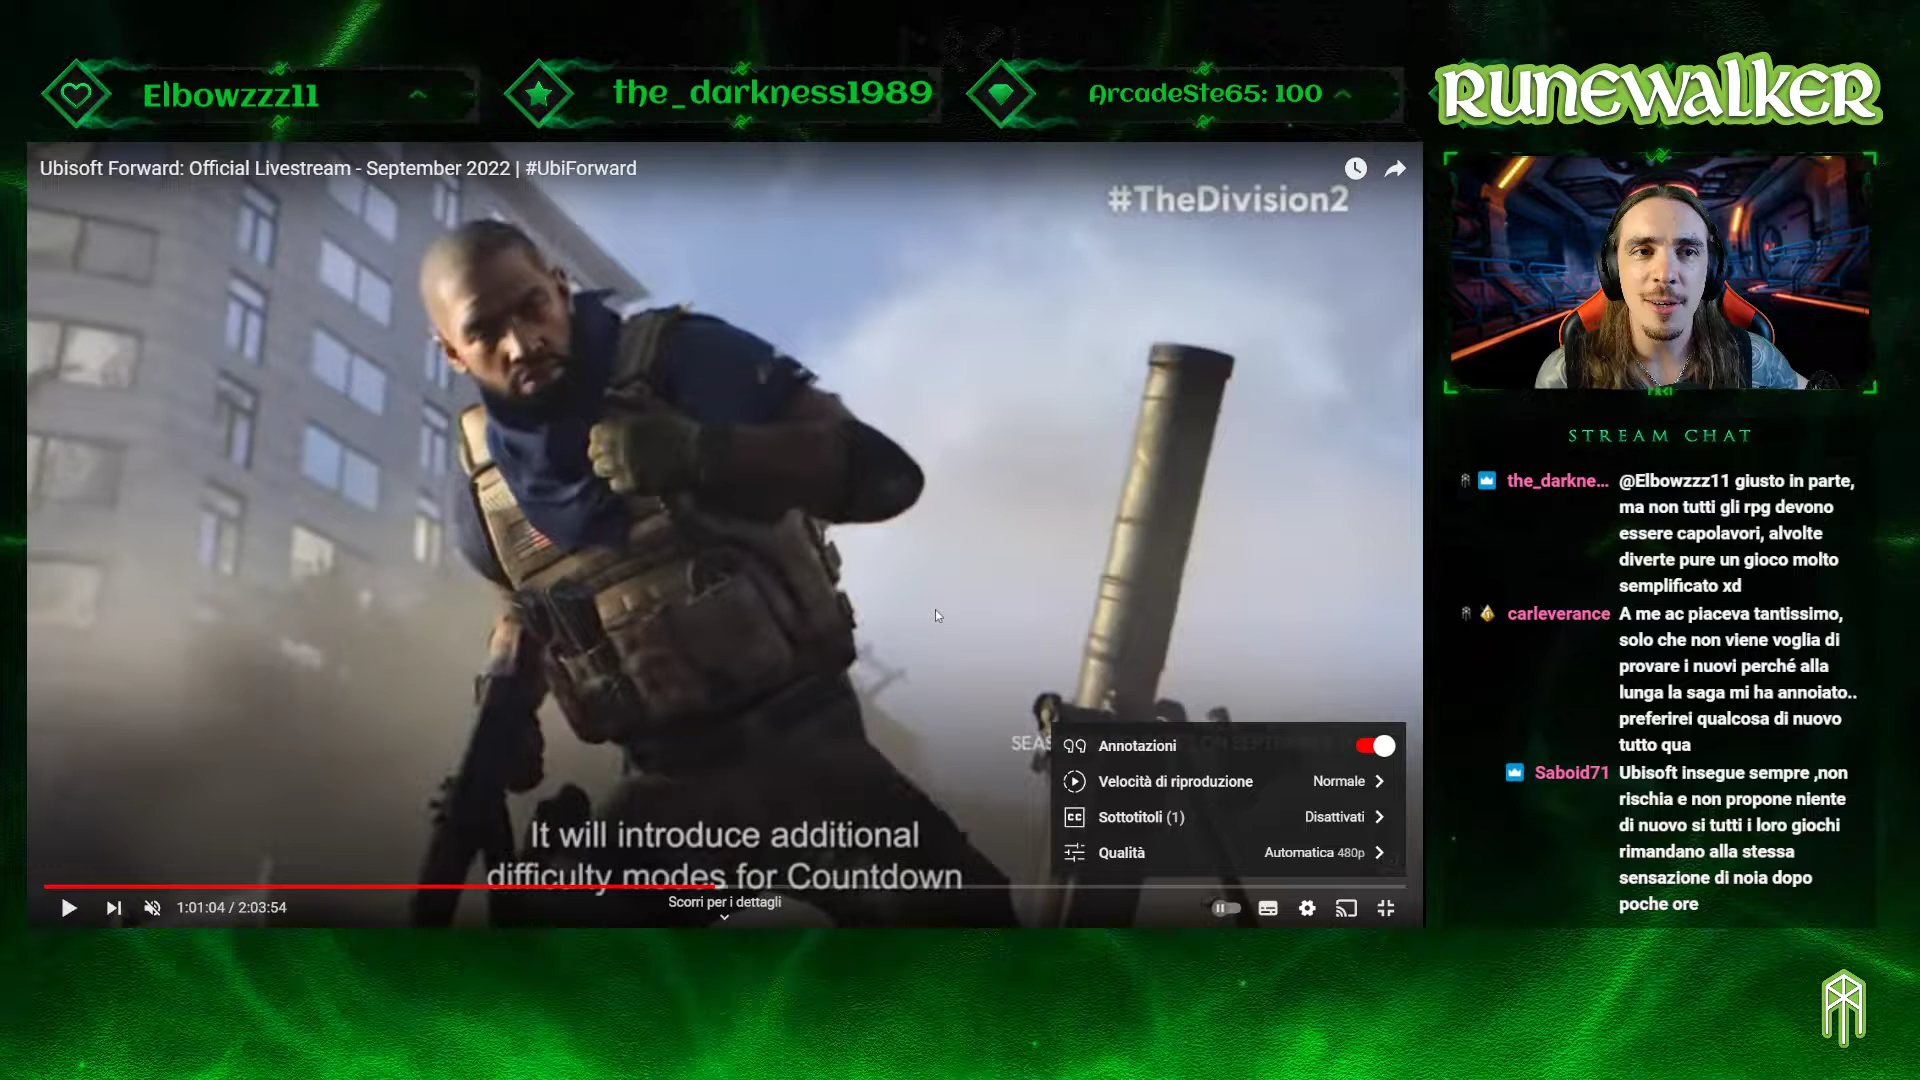 Elbowzzz11
the_darkness1989
ArcadeSte65: 100
RUNEWALKER
Ubisoft Forward: Official Livestream - September 2022 | #UbiForward
#TheDivision2
STREAM CHAT
the_darkne... @Elbowzzz11 giusto in parte,
ma non tutti gli rpg devono
essere capolavori, alvolte
diverte pure un gioco molto
semplificato xd
carleverance A me ac piaceva tantissimo,
solo che non viene voglia di
provare i nuovi perché alla
lunga la saga mi ha annoiato..
preferirei qualcosa di nuovo
tutto qua
Saboid71 Ubisoft insegue sempre ,non
rischia e non propone niente
di nuovo si tutti i loro giochi
rimandano alla stessa
sensazione di noia dopo
poche ore
Annotazioni
Velocità di riproduzione Normale
Sottotitoli (1) Disattivati
Qualità Automatica 480p
It will introduce additional
difficulty modes for Countdown
Scorri per i dettagli
1:01:04 / 2:03:54